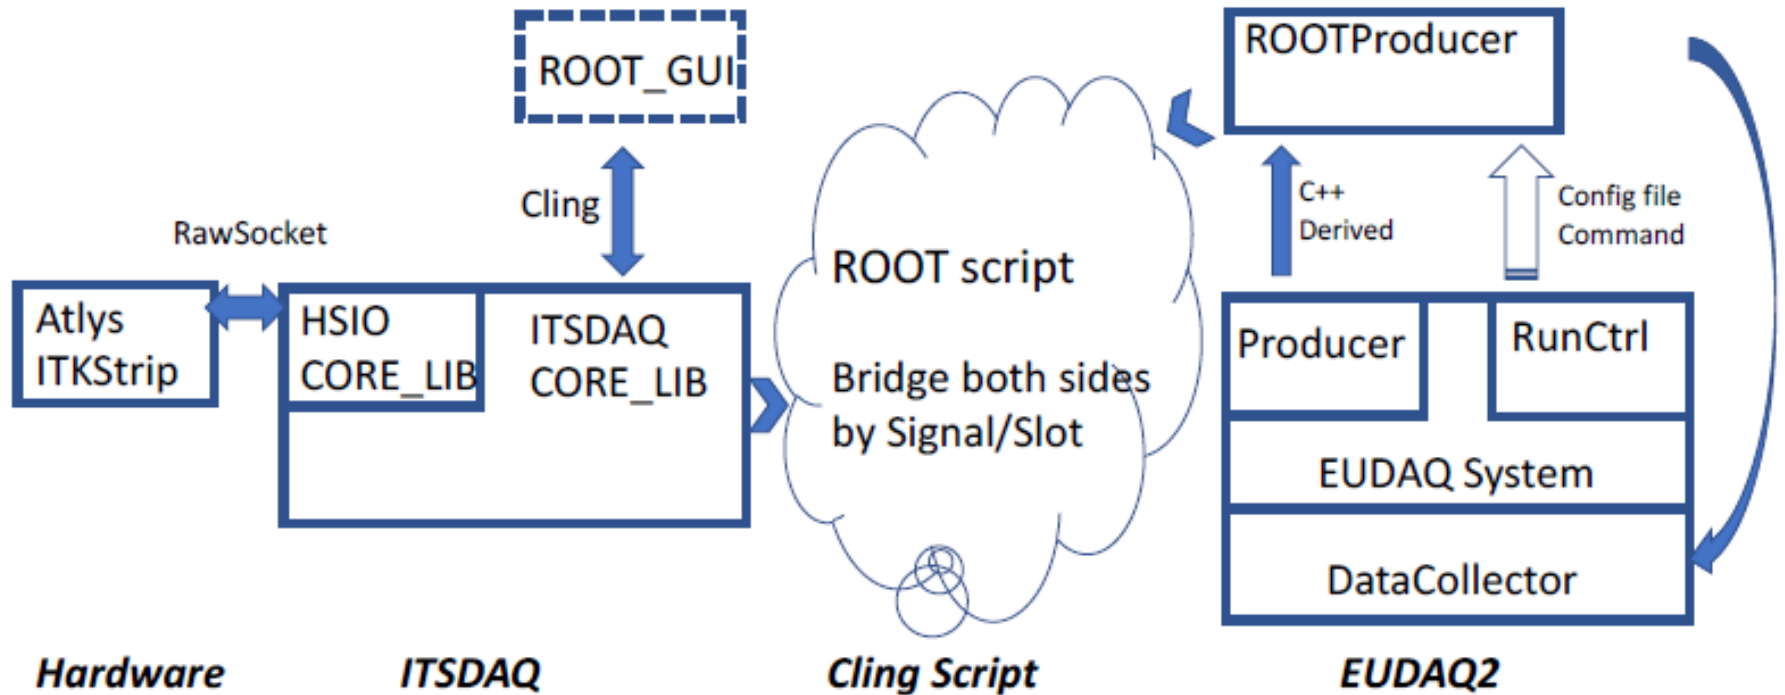 ROOT_GUI
ROOTProducer
Cling
C++
Derived
Config file
Command
RawSocket
Atlys
ITKStrip
HSIO
CORE_LIB
ITSDAQ
CORE_LIB
ROOT script
Bridge both sides
by Signal/Slot
Producer
RunCtrl
EUDAQ System
DataCollector
Hardware
ITSDAQ
Cling Script
EUDAQ2